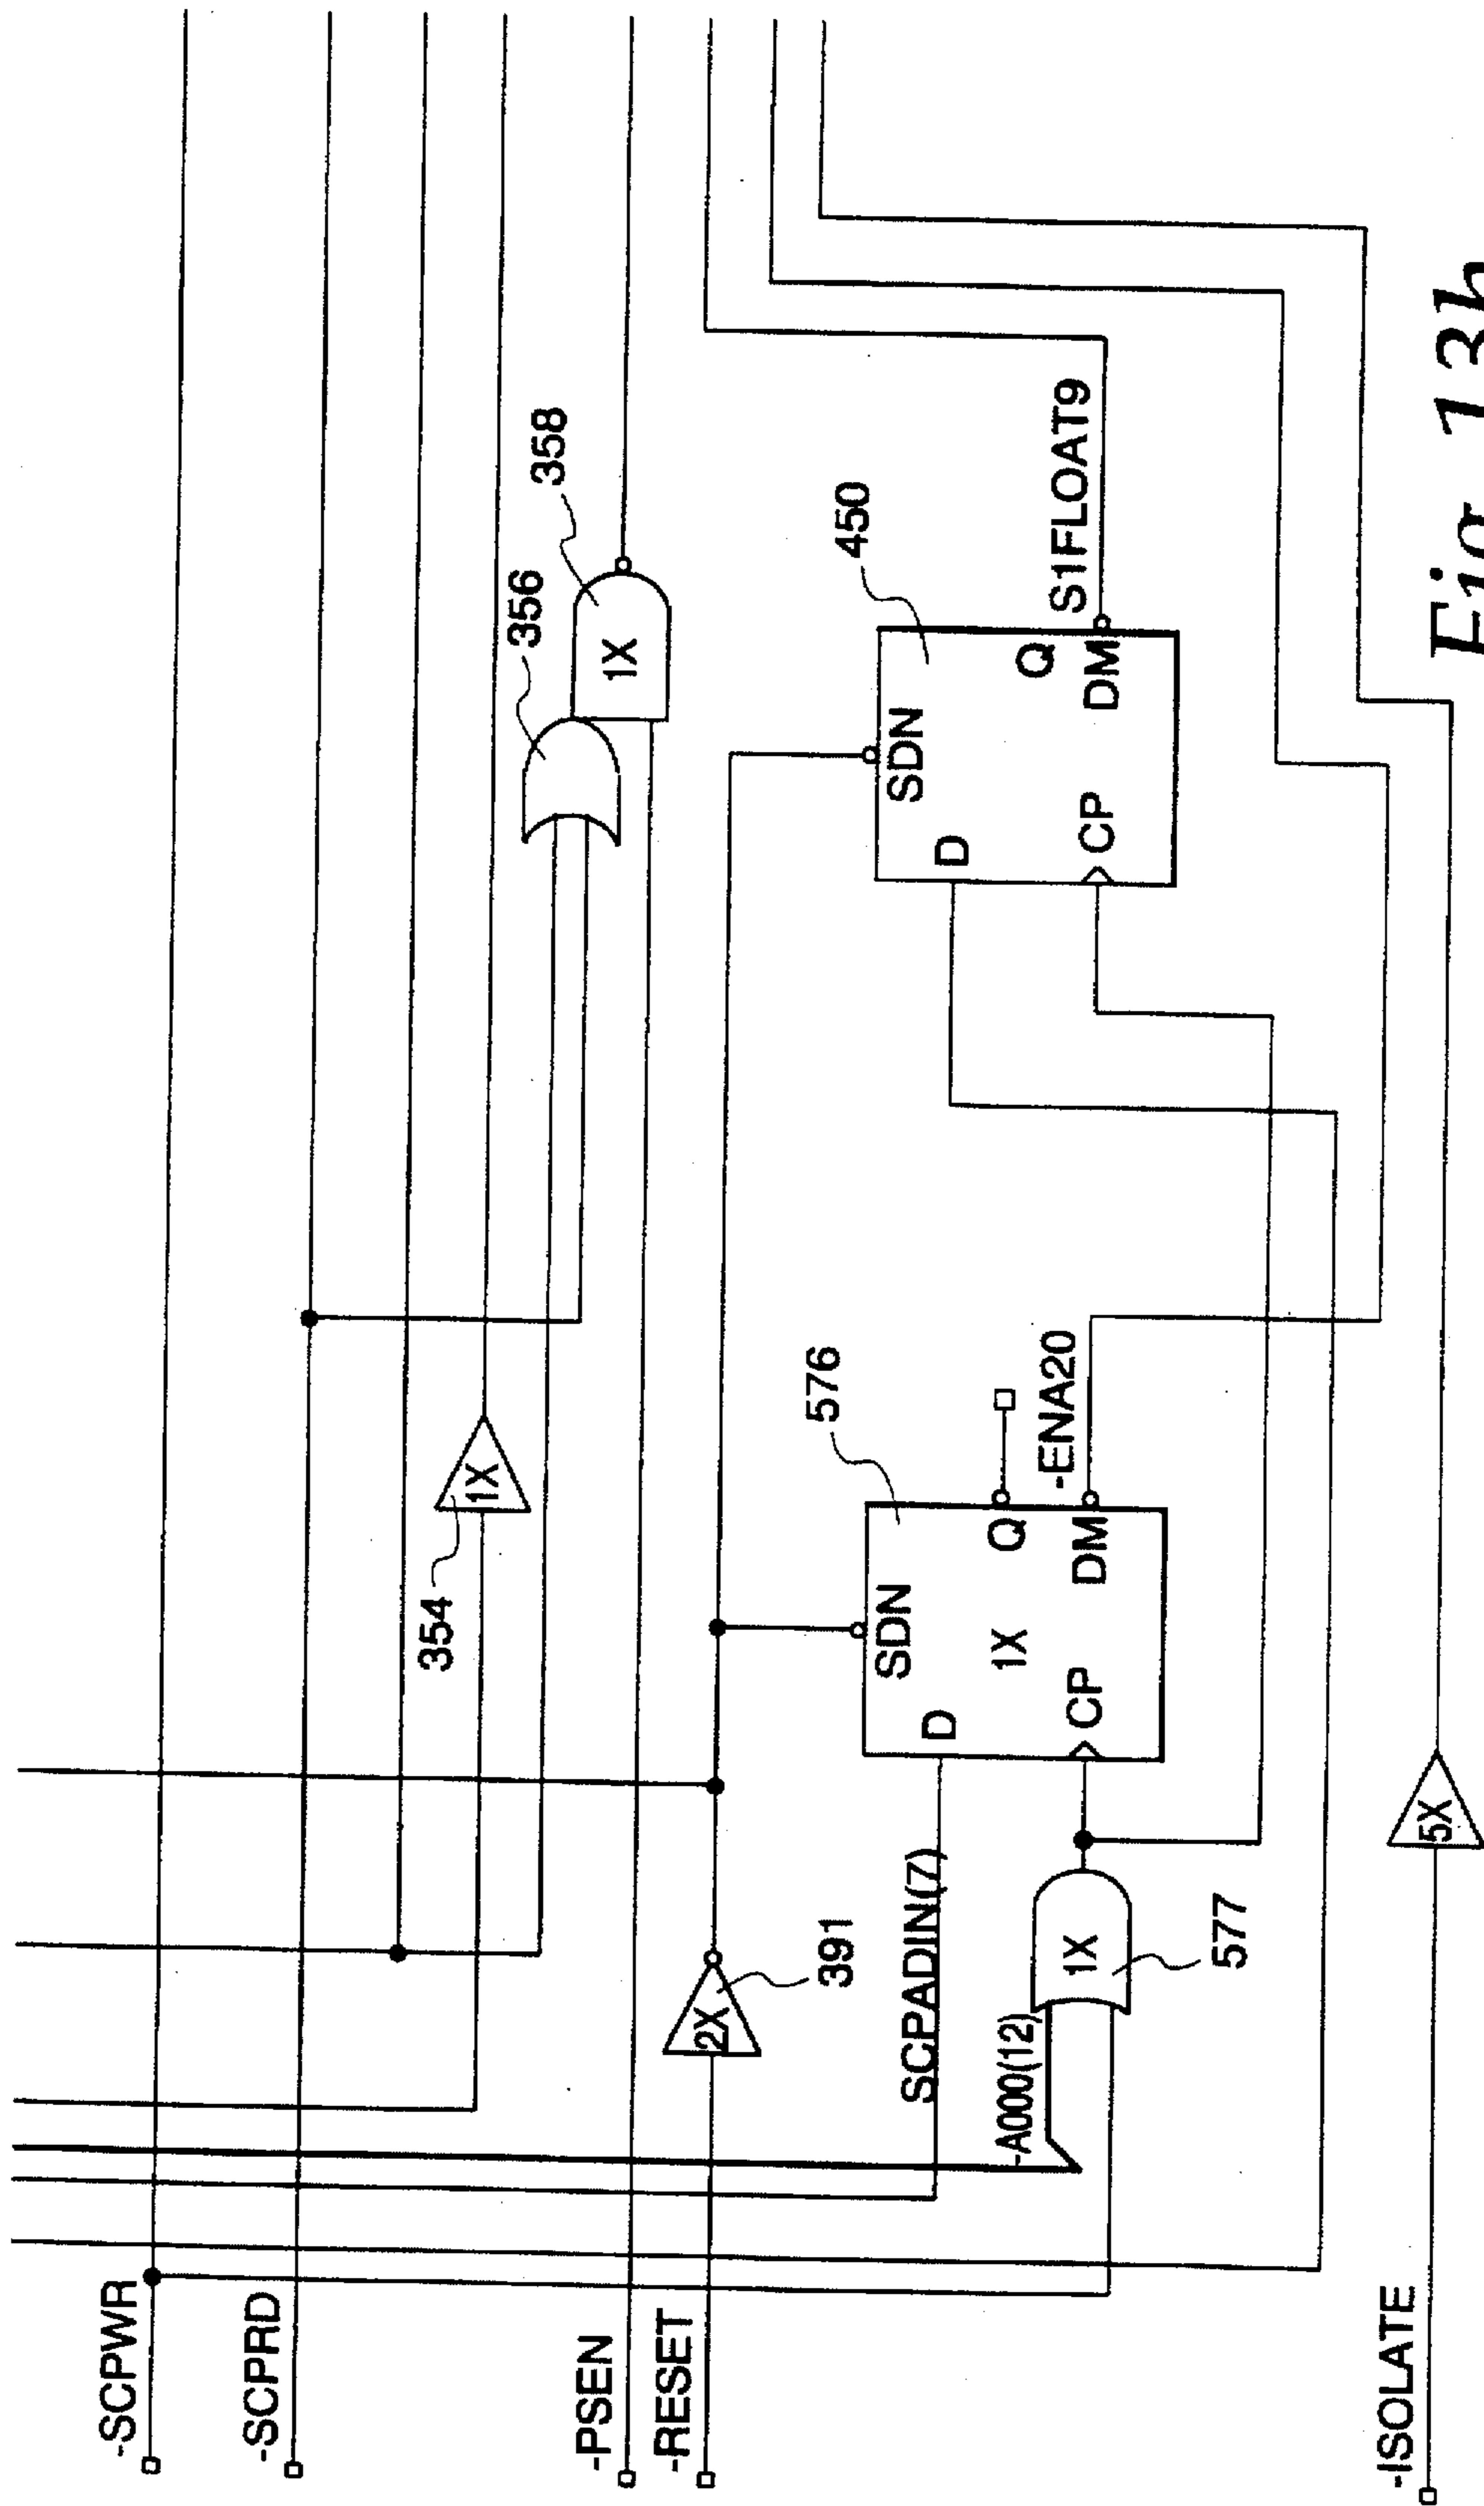 -SCPWR
-SCPRD
-PSEN
-RESET
-ISOLATE
354
1X
356
358
1X
2X
391
SCPADIN(7)
-A000(12)
1X
577
576
SDN
D
1X
Q
CP
DM
-ENA20
450
SDN
D
Q
CP
DM
S1FLOAT9
5X
Fig. 13b